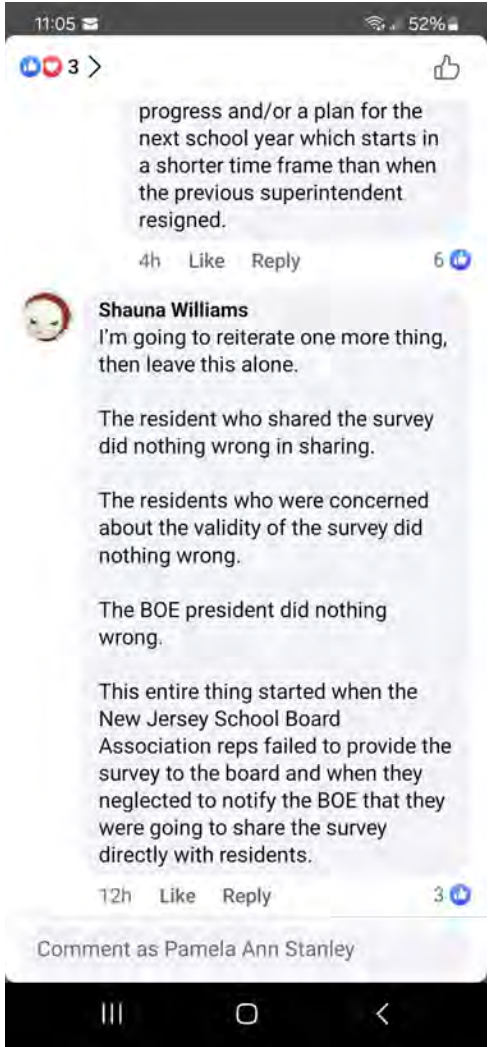 11:05 52%
3 >
progress and/or a plan for the
next school year which starts in
a shorter time frame than when
the previous superintendent
resigned.
4h Like Reply 6
Shauna Williams
I'm going to reiterate one more thing,
then leave this alone.
The resident who shared the survey
did nothing wrong in sharing.
The residents who were concerned
about the validity of the survey did
nothing wrong.
The BOE president did nothing
wrong.
This entire thing started when the
New Jersey School Board
Association reps failed to provide the
survey to the board and when they
neglected to notify the BOE that they
were going to share the survey
directly with residents.
12h Like Reply 3
Comment as Pamela Ann Stanley